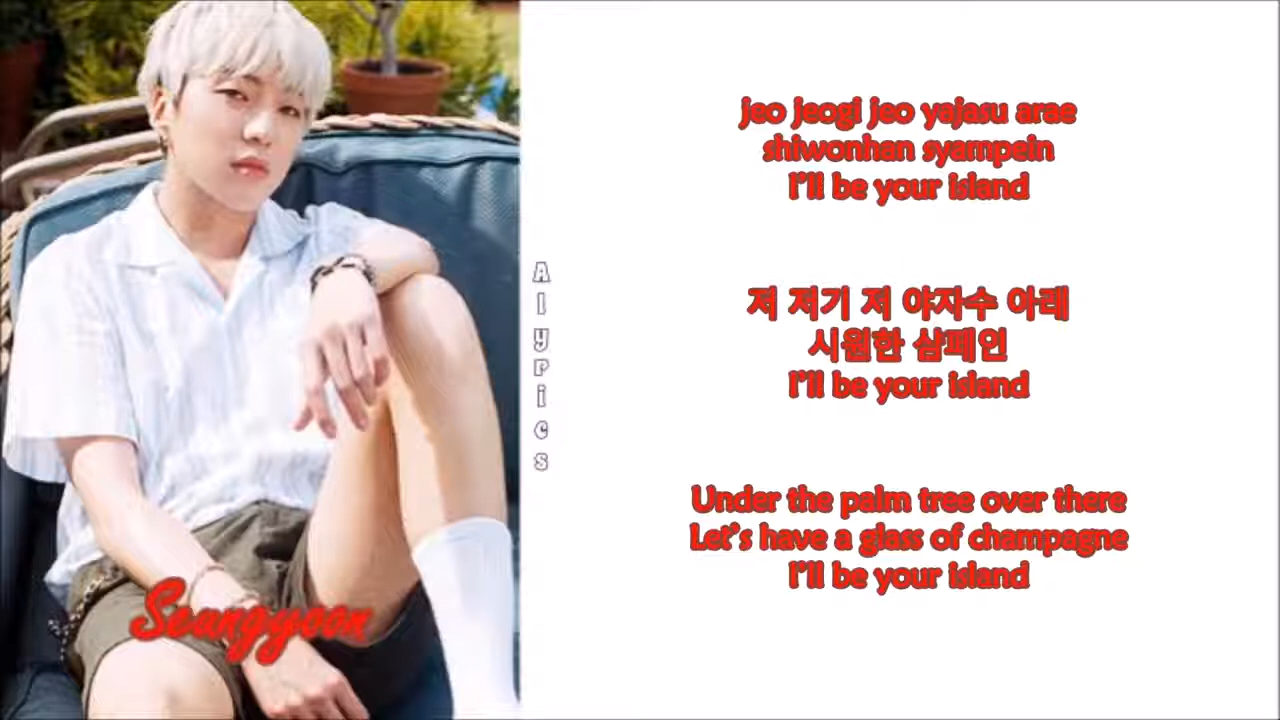 jeo jeogi jeo yajasu arae
shiwonhan syampein
I'll be your island
저 저기 저 야자수 아래
시원한 샴페인
I'll be your island
Under the palm tree over there
Let's have a glass of champagne
I'll be your island
Alyrics
Seungyoon